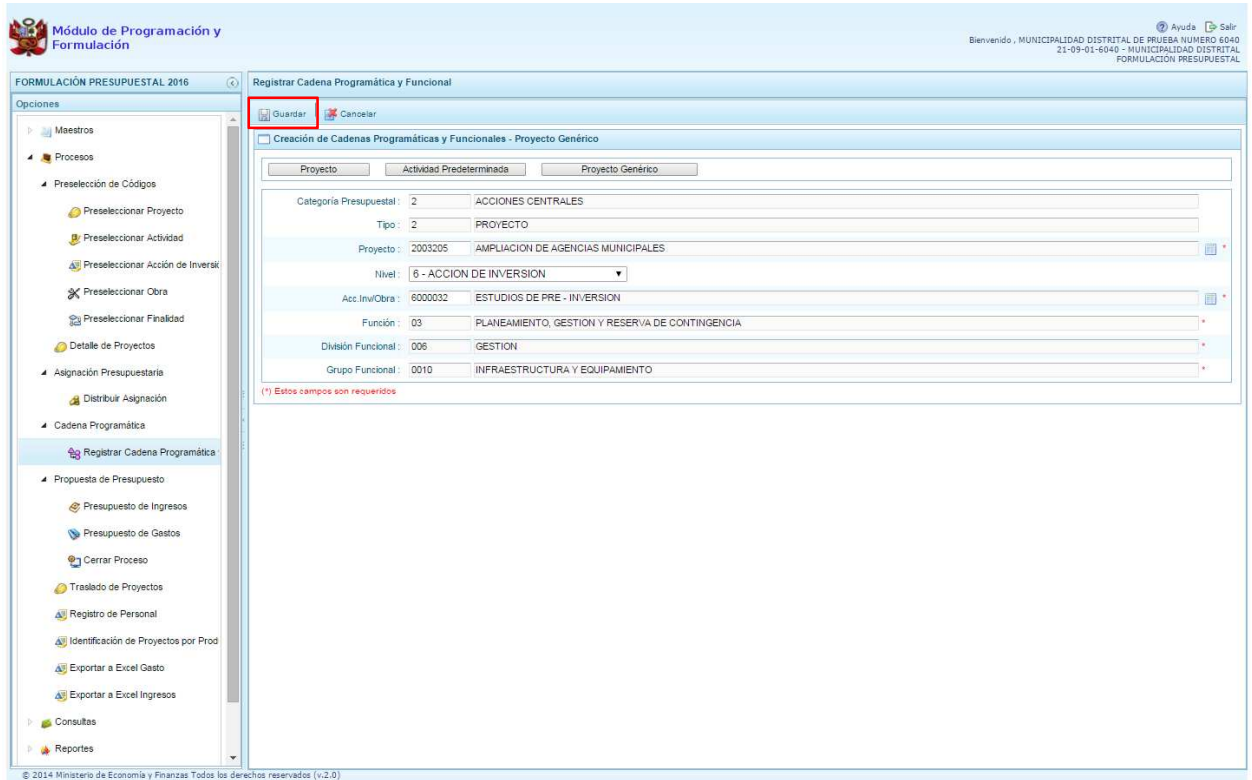 Módulo de Programación y
Formulación
Ayuda Salir
Bienvenido , MUNICIPALIDAD DISTRITAL DE PRUEBA NUMERO 6040
21-09-01-6040 - MUNICIPALIDAD DISTRITAL
FORMULACIÓN PRESUPUESTAL
FORMULACIÓN PRESUPUESTAL 2016
Opciones
Maestros
Procesos
Preselección de Códigos
Preseleccionar Proyecto
Preseleccionar Actividad
Preseleccionar Acción de Inversió
Preseleccionar Obra
Preseleccionar Finalidad
Detalle de Proyectos
Asignación Presupuestaria
Distribuir Asignación
Cadena Programática
Registrar Cadena Programática
Propuesta de Presupuesto
Presupuesto de Ingresos
Presupuesto de Gastos
Cerrar Proceso
Traslado de Proyectos
Registro de Personal
Identificación de Proyectos por Prod
Exportar a Excel Gasto
Exportar a Excel Ingresos
Consultas
Reportes
Registrar Cadena Programática y Funcional
Guardar Cancelar
Creación de Cadenas Programáticas y Funcionales - Proyecto Genérico
Proyecto Actividad Predeterminada Proyecto Genérico
Categoría Presupuestal : 2 ACCIONES CENTRALES
Tipo : 2 PROYECTO
Proyecto : 2003205 AMPLIACION DE AGENCIAS MUNICIPALES *
Nivel : 6 - ACCION DE INVERSION
Acc.Inv/Obra : 6000032 ESTUDIOS DE PRE - INVERSION *
Función : 03 PLANEAMIENTO, GESTION Y RESERVA DE CONTINGENCIA *
División Funcional : 006 GESTION *
Grupo Funcional : 0010 INFRAESTRUCTURA Y EQUIPAMIENTO *
(*) Estos campos son requeridos
© 2014 Ministerio de Economía y Finanzas Todos los derechos reservados (v.2.0)